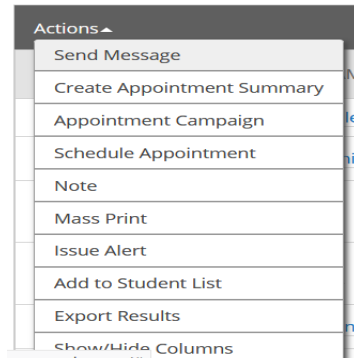 Actions
Send Message
Create Appointment Summary
Appointment Campaign
Schedule Appointment
Note
Mass Print
Issue Alert
Add to Student List
Export Results
Show/Hide Columns